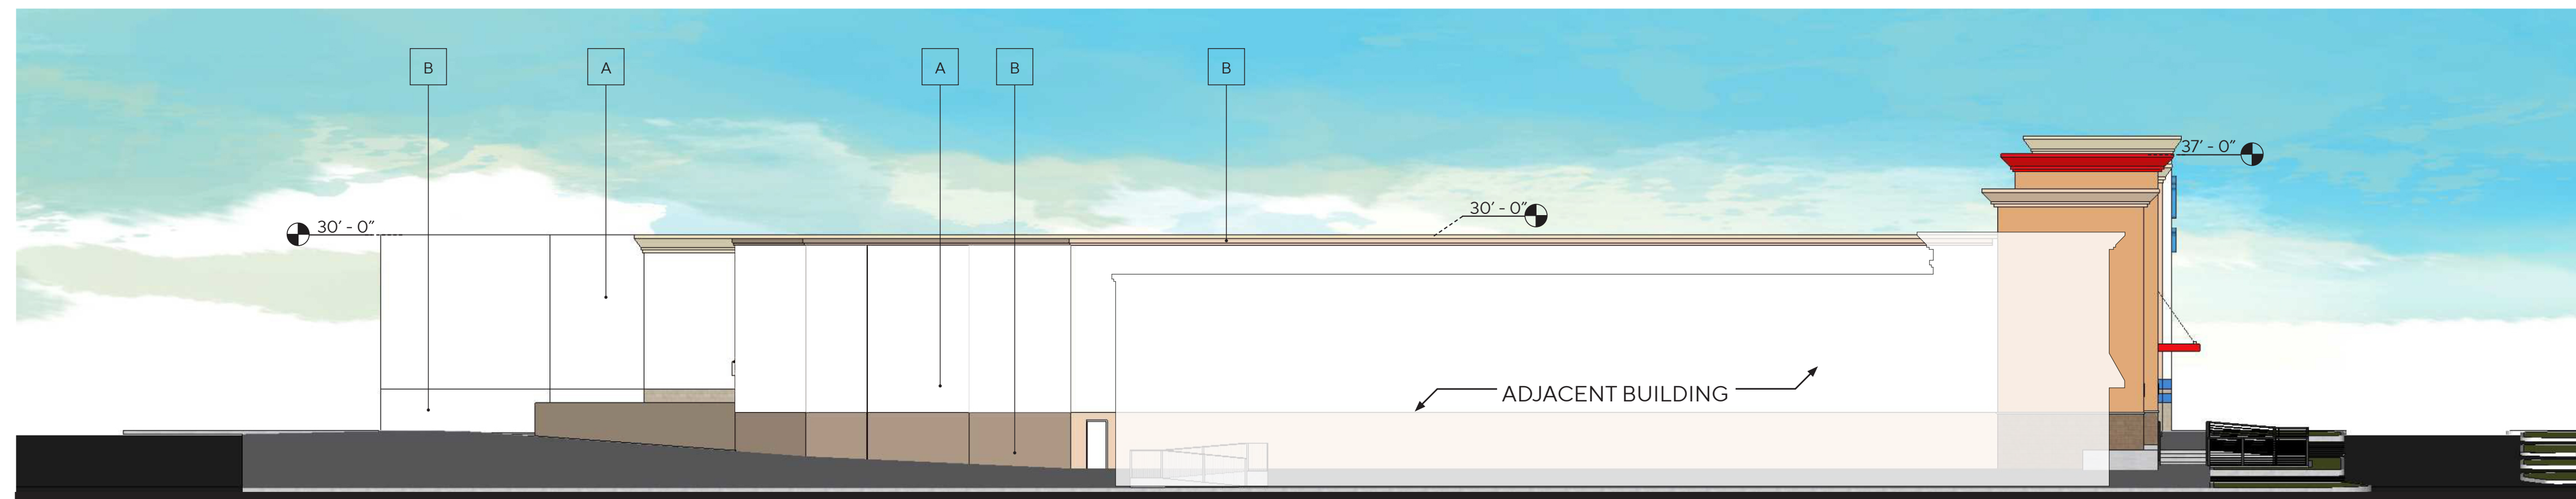 B
A
A
B
B
37' - 0"
30' - 0"
30' - 0"
ADJACENT BUILDING